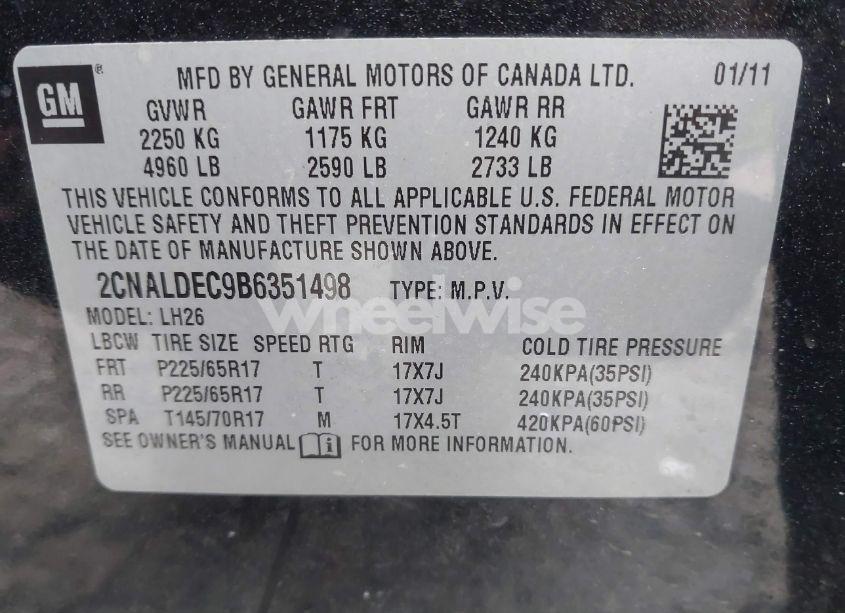 GM® MFD BY GENERAL MOTORS OF CANADA LTD. 01/11
GVWR GAWR FRT GAWR RR
2250 KG 1175 KG 1240 KG
4960 LB 2590 LB 2733 LB
THIS VEHICLE CONFORMS TO ALL APPLICABLE U.S. FEDERAL MOTOR
VEHICLE SAFETY AND THEFT PREVENTION STANDARDS IN EFFECT ON
THE DATE OF MANUFACTURE SHOWN ABOVE.
2CNALDEC9B6351498 TYPE: M.P.V.
wheelwise
MODEL: LH26
LBCW TIRE SIZE SPEED RTG RIM COLD TIRE PRESSURE
FRT P225/65R17 T 17X7J 240KPA(35PSI)
RR P225/65R17 T 17X7J 240KPA(35PSI)
SPA T145/70R17 M 17X4.5T 420KPA(60PSI)
SEE OWNER'S MANUAL FOR MORE INFORMATION.